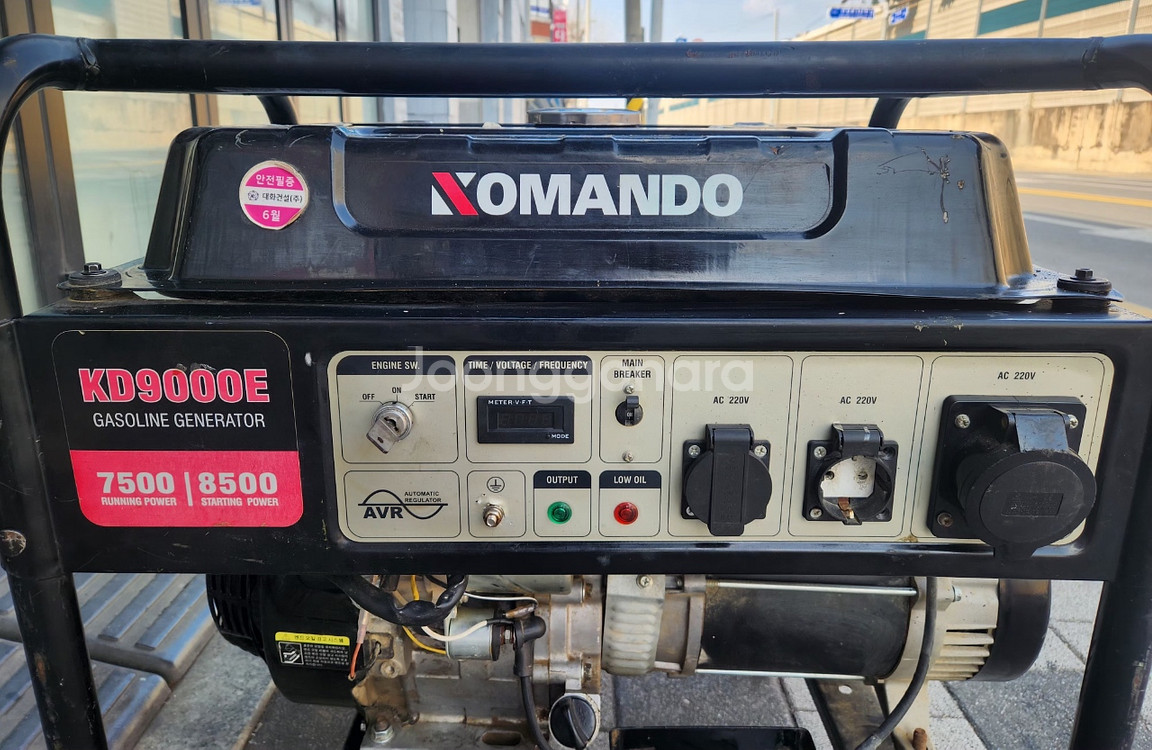 안전필증
대화건설(주)
6월
KOMANDO
KD9000E
GASOLINE GENERATOR
7500 | 8500
RUNNING POWER STARTING POWER
ENGINE SW.
OFF ON START
TIME / VOLTAGE / FREQUENCY
METER-V·F·T
MODE
MAIN
BREAKER
AC 220V
AC 220V
AC 220V
AUTOMATIC
REGULATOR
AVR
OUTPUT
LOW OIL
Joonggonara